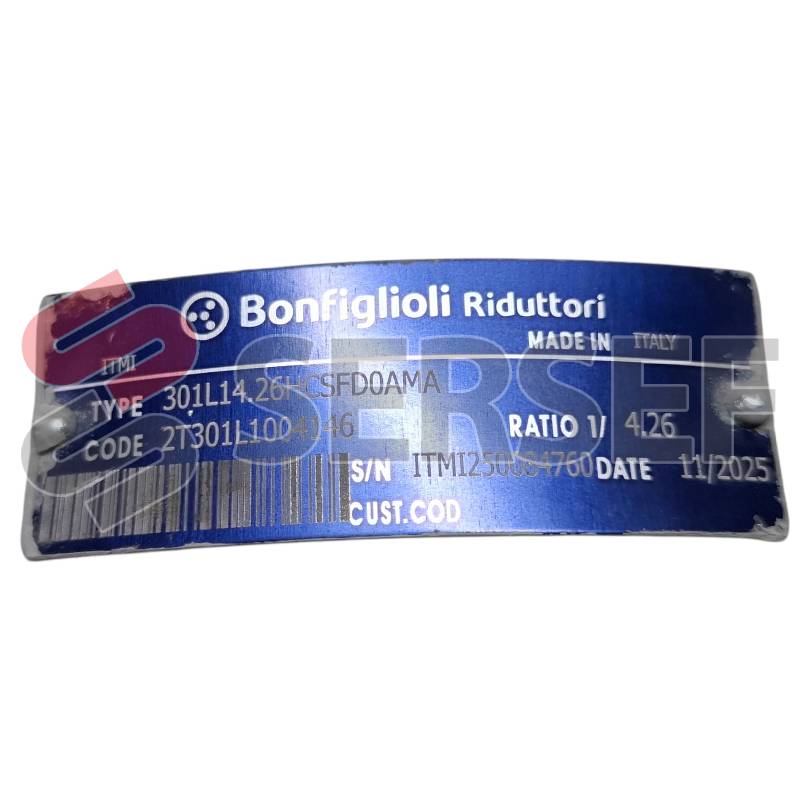 Bonfiglioli Riduttori
MADE IN ITALY
ITMI
TYPE 301L14.26HCSFD0AMA
CODE 2T301L1004146
RATIO 1/ 4.26
S/N ITMI250084760 DATE 11/2025
CUST.COD
SERSEF